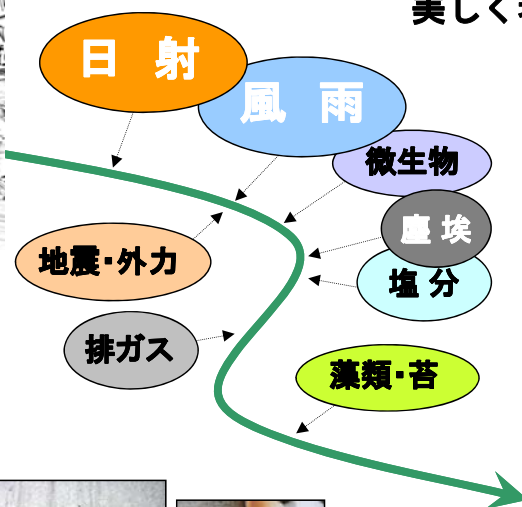 美しく
日 射
風 雨
微生物
塵 埃
地震・外力
塩 分
排ガス
藻類・苔